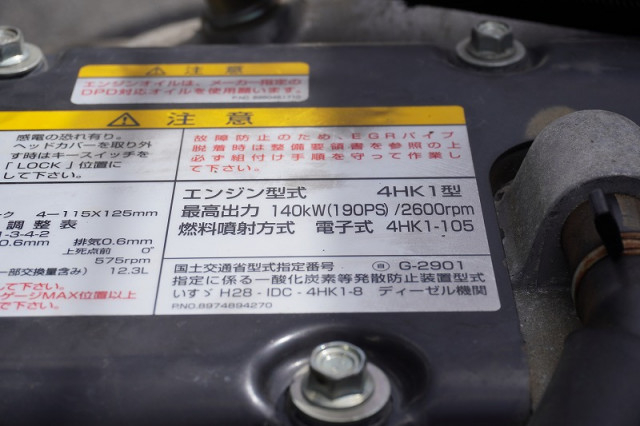 注意
エンジンオイルは、メーカー指定の
DPD対応オイルを使用願います。
注意
感電の恐れ有り。
ヘッドカバーを取り外
す時はキースイッチを
「LOCK」位置に
して下さい。
故障防止のため、EGRパイプ
脱着時は整備要領書を参照の上
必ず組付け手順を守って作業し
て下さい。
ク 4-115X125mm
調整表
1-3-4-2
0.6mm 排気0.6mm
上死点前 0°
575rpm
一部交換量含み) 12.3L
して下さい。
ゲージMAX位置以上
で下さい。
エンジン型式 4HK1型
最高出力 140kW(190PS)/2600rpm
燃料噴射方式 電子式 4HK1-105
国土交通省型式指定番号 G-2901
指定に係る一酸化炭素等発散防止装置型式
いすゞ H28-IDC-4HK1-8 ディーゼル機関
P.NO.8974894270